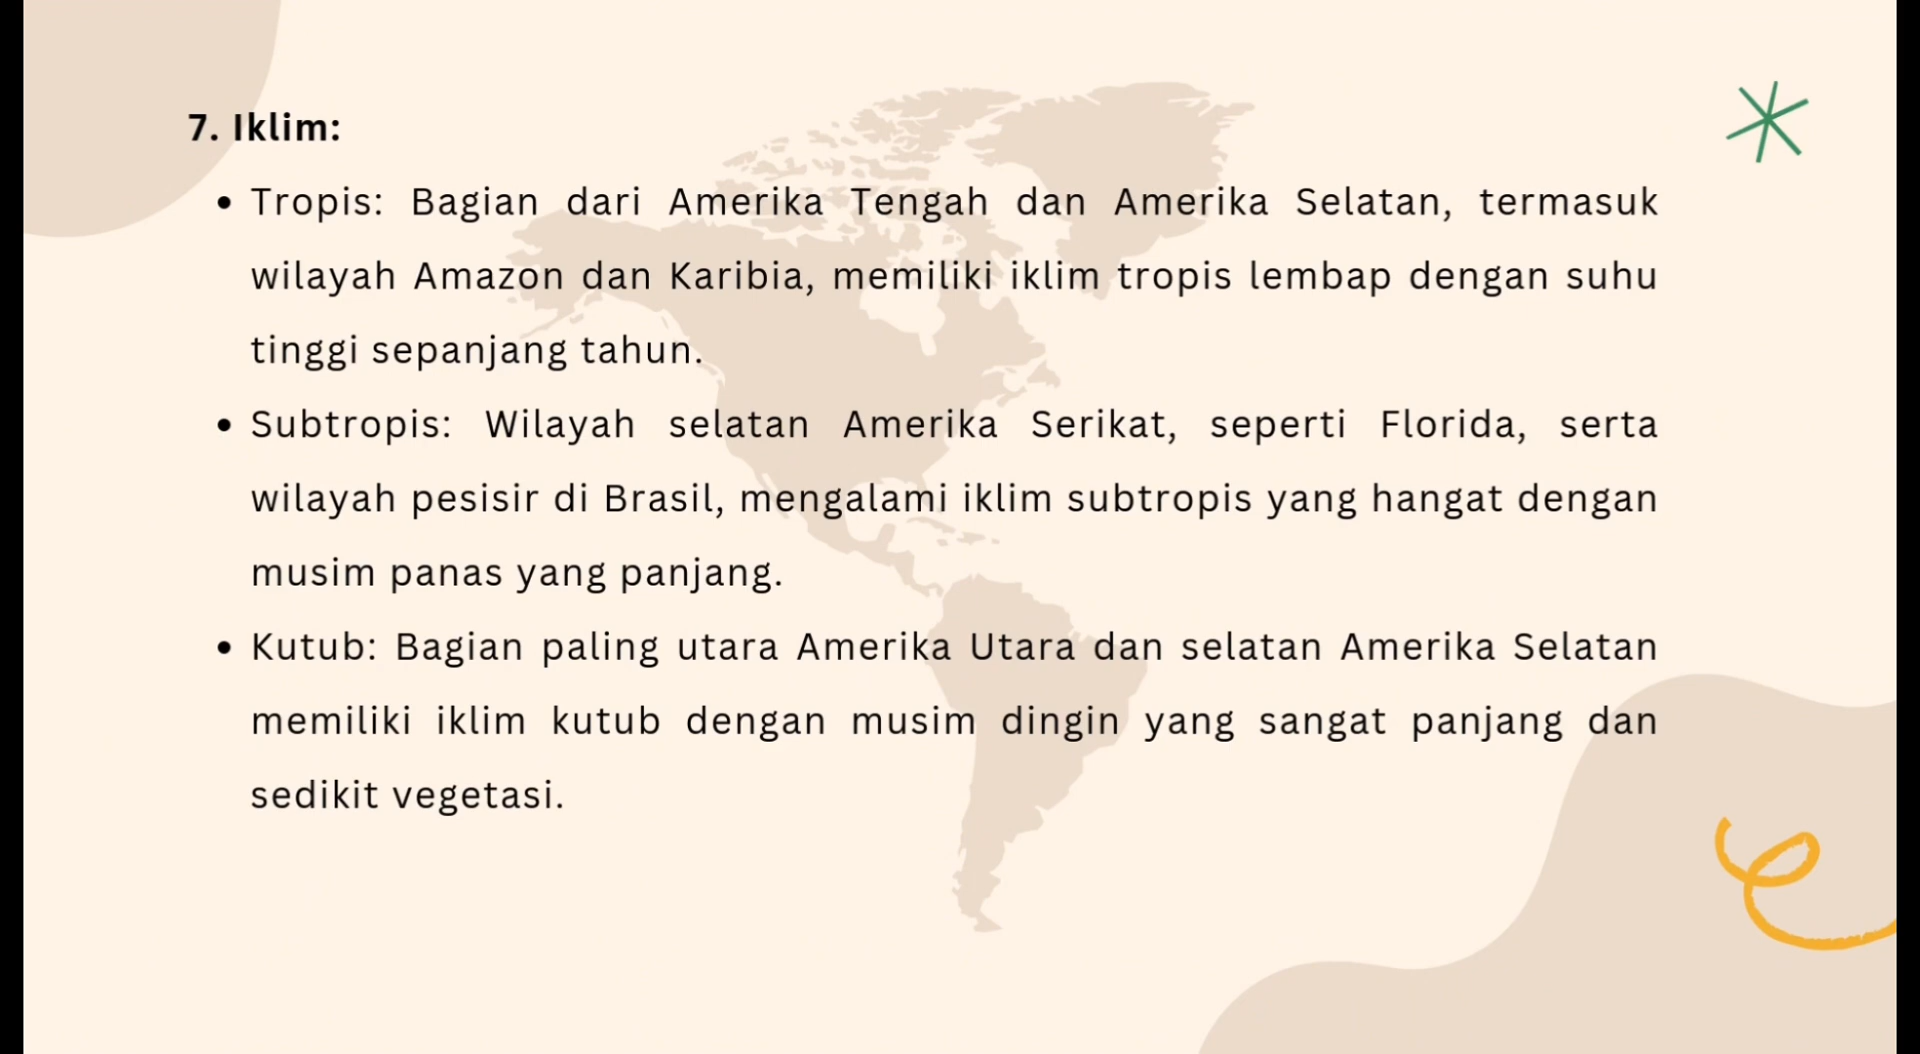 7. Iklim:
• Tropis: Bagian dari Amerika Tengah dan Amerika Selatan, termasuk
wilayah Amazon dan Karibia, memiliki iklim tropis lembap dengan suhu
tinggi sepanjang tahun.
• Subtropis: Wilayah selatan Amerika Serikat, seperti Florida, serta
wilayah pesisir di Brasil, mengalami iklim subtropis yang hangat dengan
musim panas yang panjang.
• Kutub: Bagian paling utara Amerika Utara dan selatan Amerika Selatan
memiliki iklim kutub dengan musim dingin yang sangat panjang dan
sedikit vegetasi.